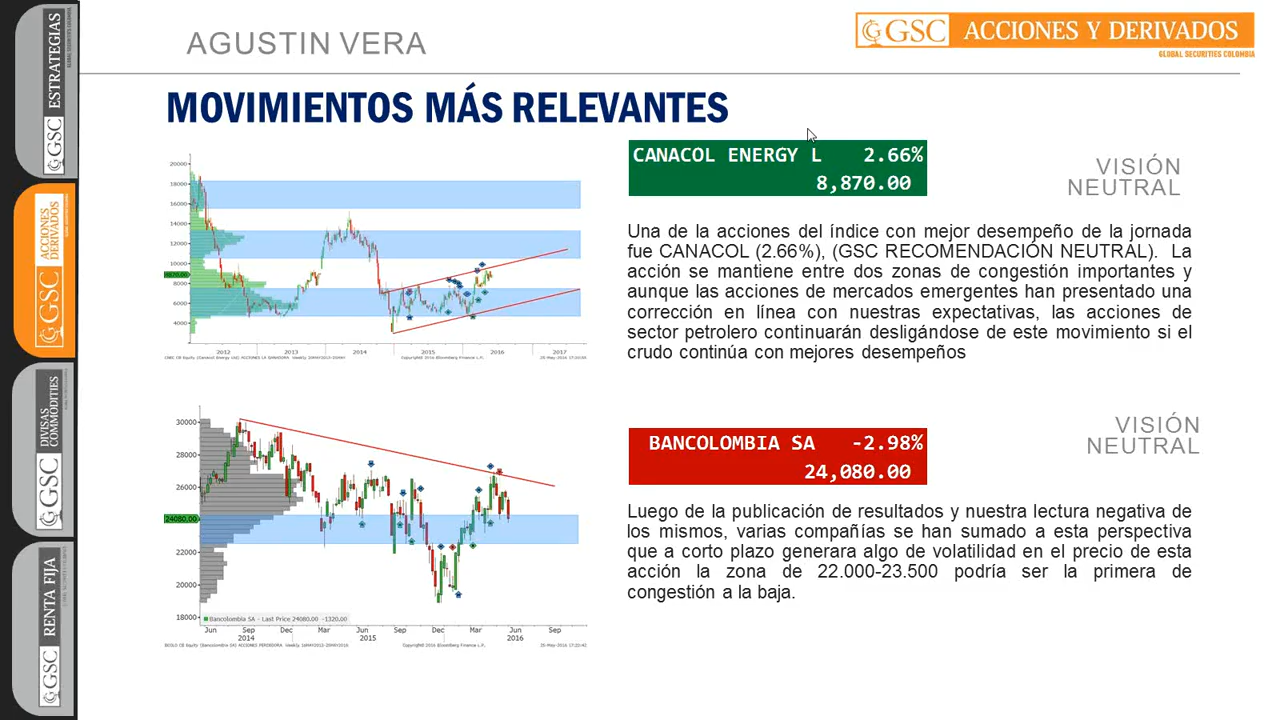 AGUSTIN VERA
GSC ACCIONES Y DERIVADOS
GLOBAL SECURITIES COLOMBIA
GSC ESTRATEGIAS
GSC ACCIONES DERIVADOS
GSC DIVISAS COMMODITIES
GSC RENTA FIJA
MOVIMIENTOS MÁS RELEVANTES
20000
18000
16000
14000
12000
10000
8000
6000
4000
2012 2013 2014 2015 2016 2017
CANACOL ENERGY L 2.66%
8,870.00
VISIÓN
NEUTRAL
Una de la acciones del índice con mejor desempeño de la jornada
fue CANACOL (2.66%), (GSC RECOMENDACIÓN NEUTRAL). La
acción se mantiene entre dos zonas de congestión importantes y
aunque las acciones de mercados emergentes han presentado una
corrección en línea con nuestras expectativas, las acciones de
sector petrolero continuarán desligándose de este movimiento si el
crudo continúa con mejores desempeños
30000
28000
26000
24080.00
22000
20000
18000
Bancolombia SA - Last Price 24080.00 -1320.00
Jun Sep Dec Mar Jun Sep Dec Mar Jun Sep
2014 2015 2016
BANCOLOMBIA SA -2.98%
24,080.00
VISIÓN
NEUTRAL
Luego de la publicación de resultados y nuestra lectura negativa de
los mismos, varias compañías se han sumado a esta perspectiva
que a corto plazo generara algo de volatilidad en el precio de esta
acción la zona de 22.000-23.500 podría ser la primera de
congestión a la baja.